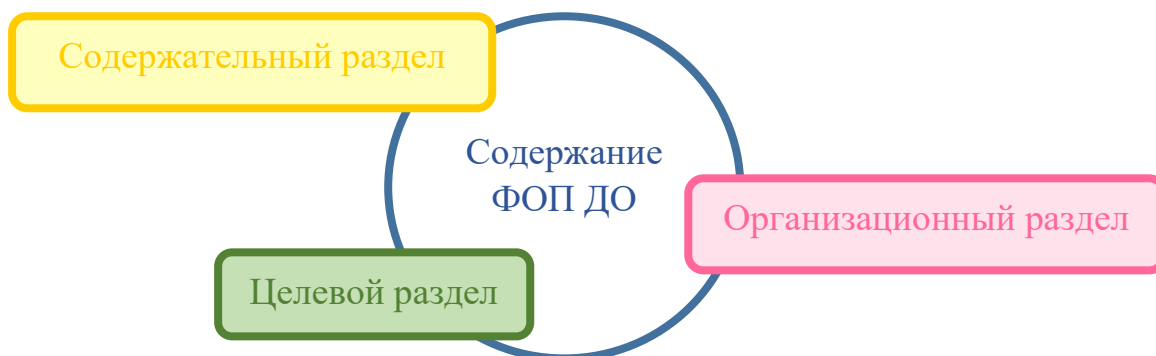 Содержательный раздел
Содержание
ФОП ДО
Организационный раздел
Целевой раздел